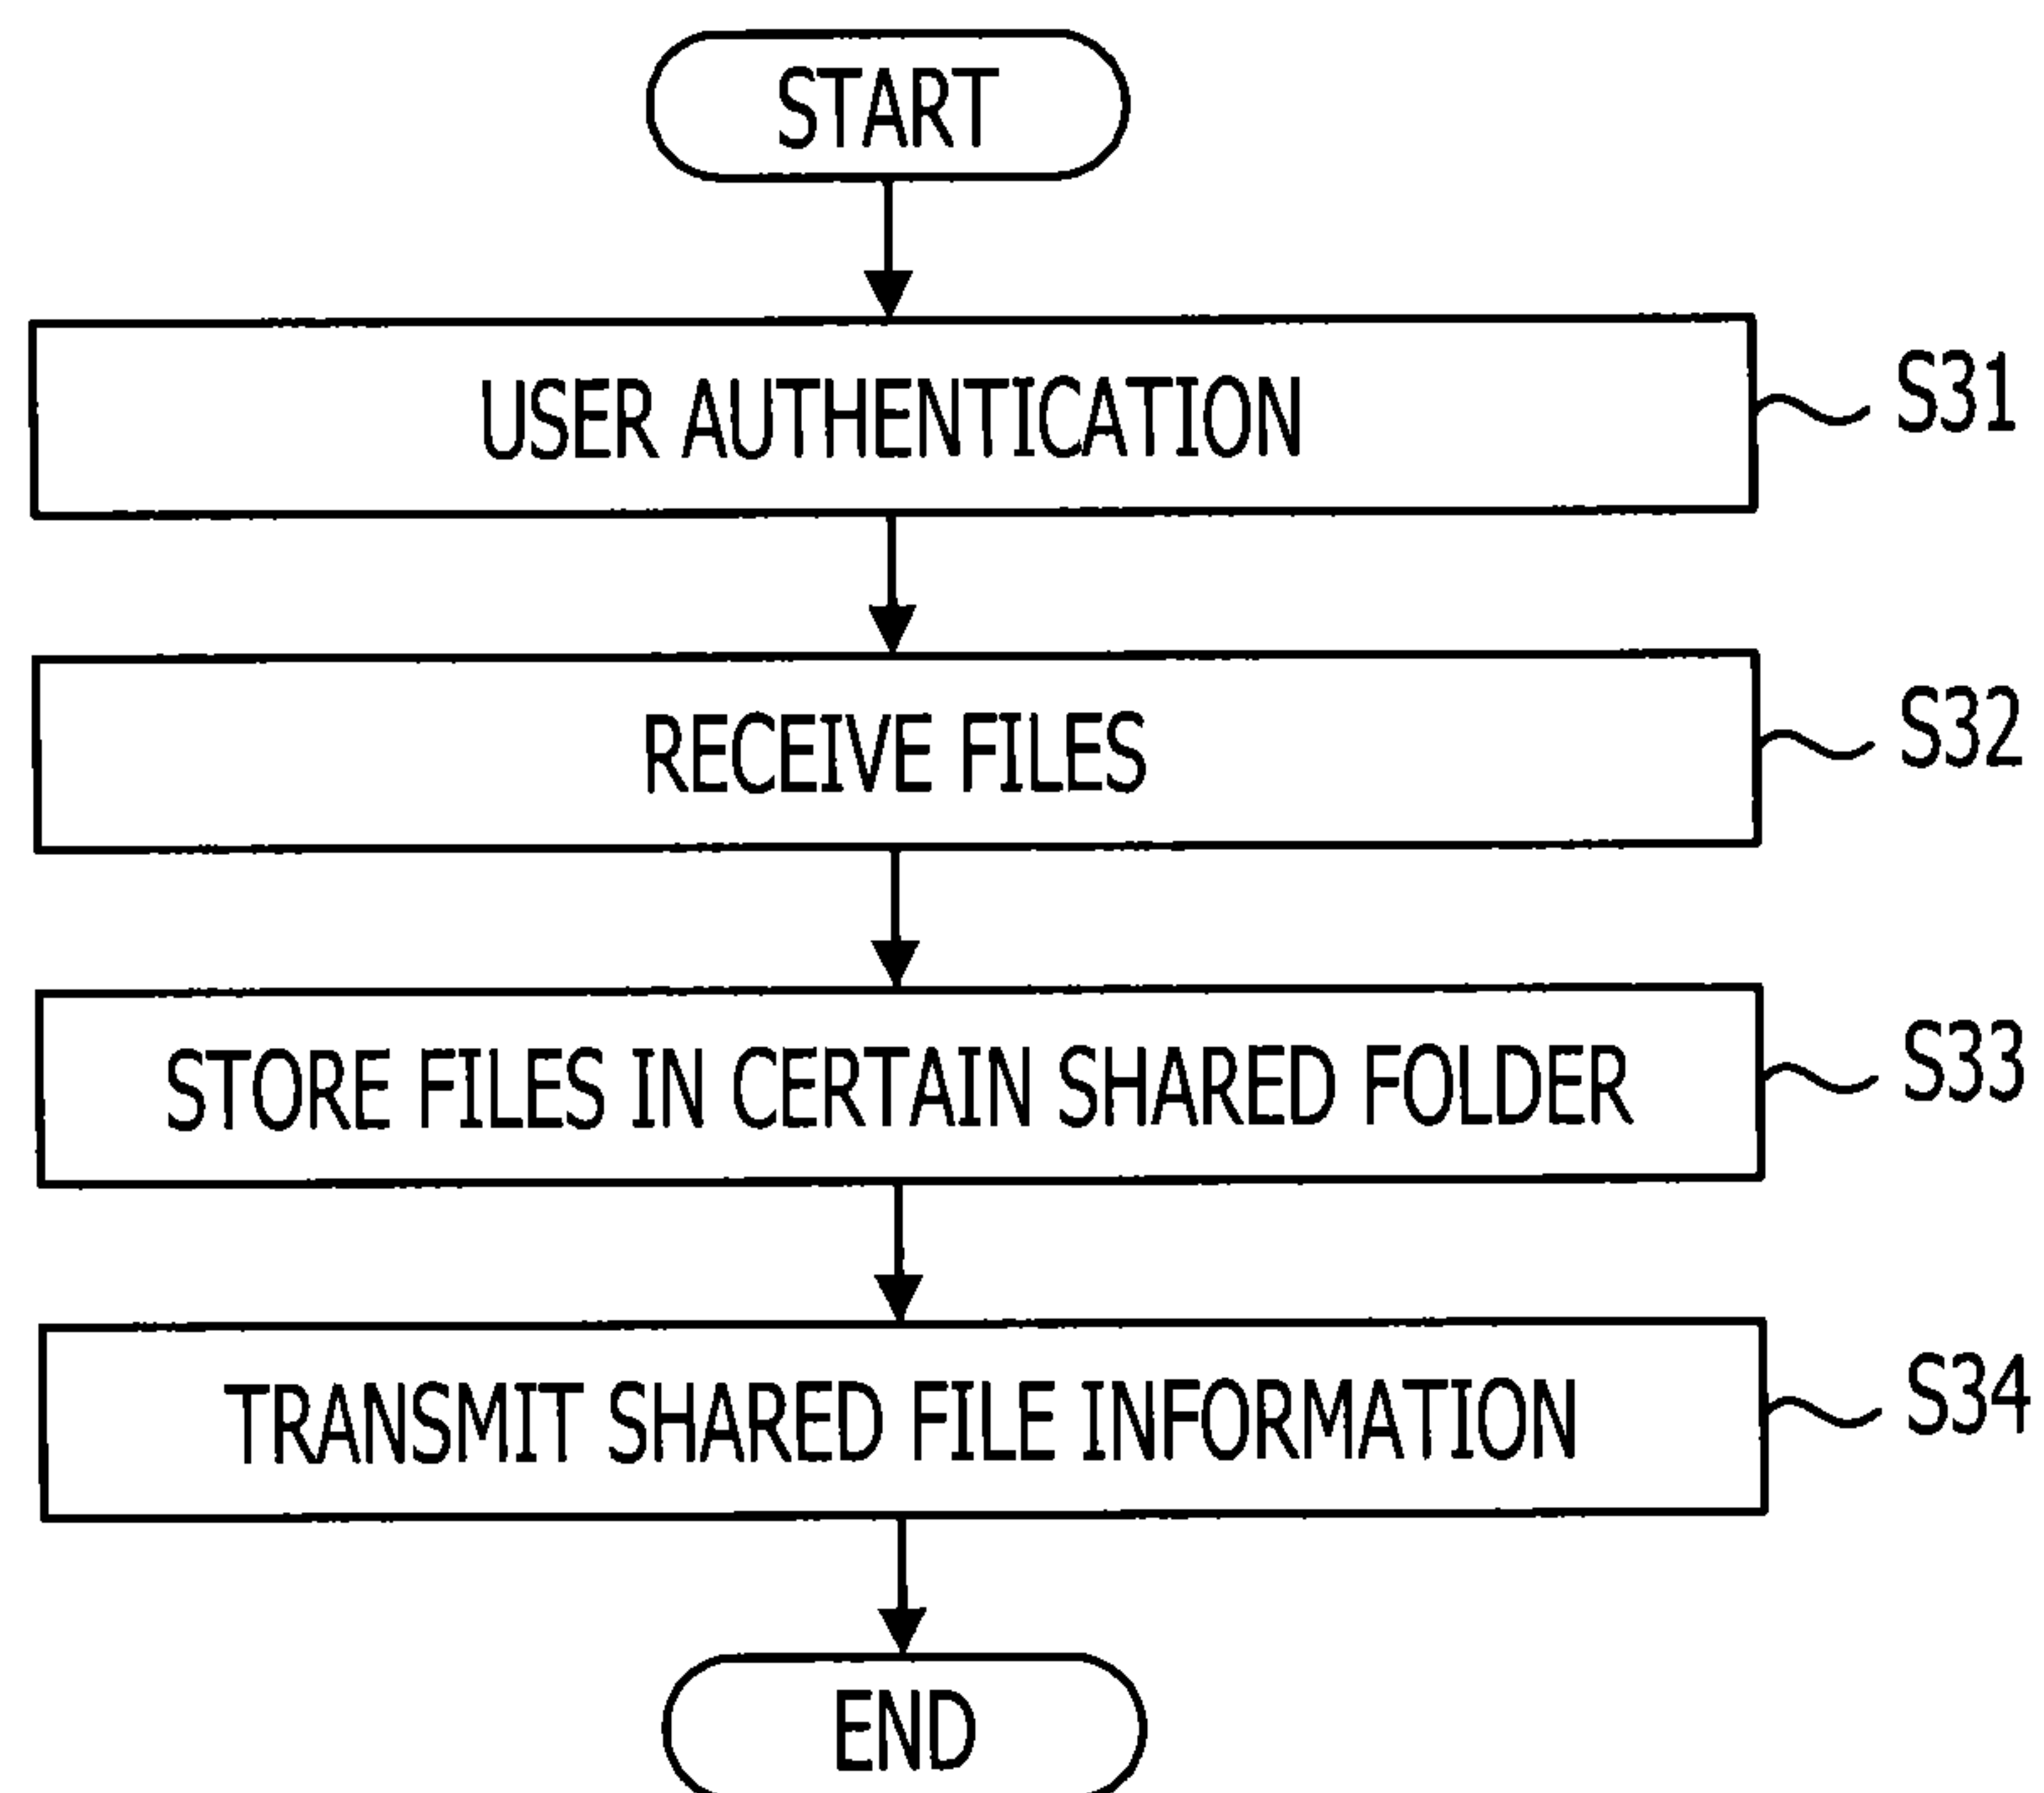 START
USER AUTHENTICATION S31
RECEIVE FILES S32
STORE FILES IN CERTAIN SHARED FOLDER S33
TRANSMIT SHARED FILE INFORMATION S34
END